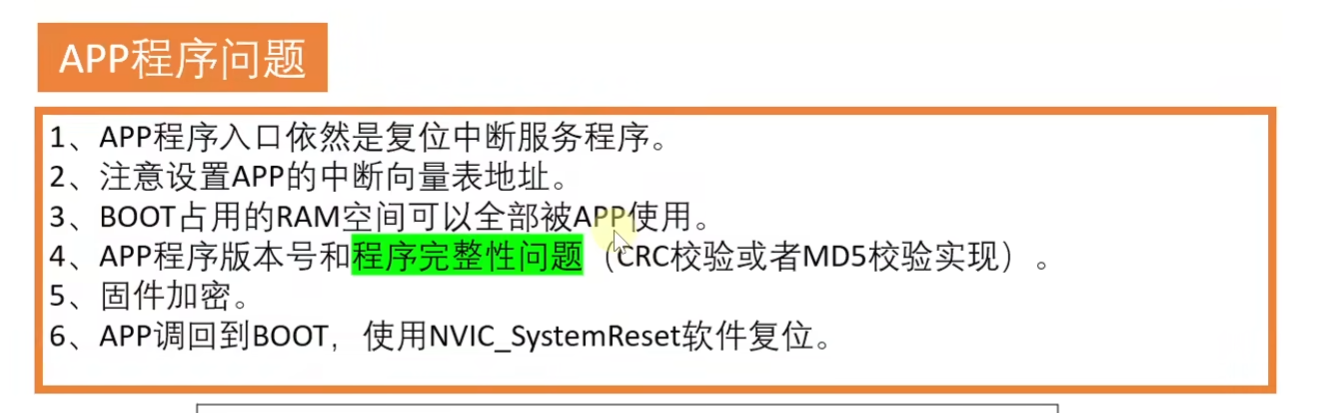 APP程序问题
1、APP程序入口依然是复位中断服务程序。
2、注意设置APP的中断向量表地址。
3、BOOT占用的RAM空间可以全部被APP使用。
4、APP程序版本号和程序完整性问题（CRC校验或者MD5校验实现）。
5、固件加密。
6、APP调回到BOOT，使用NVIC_SystemReset软件复位。